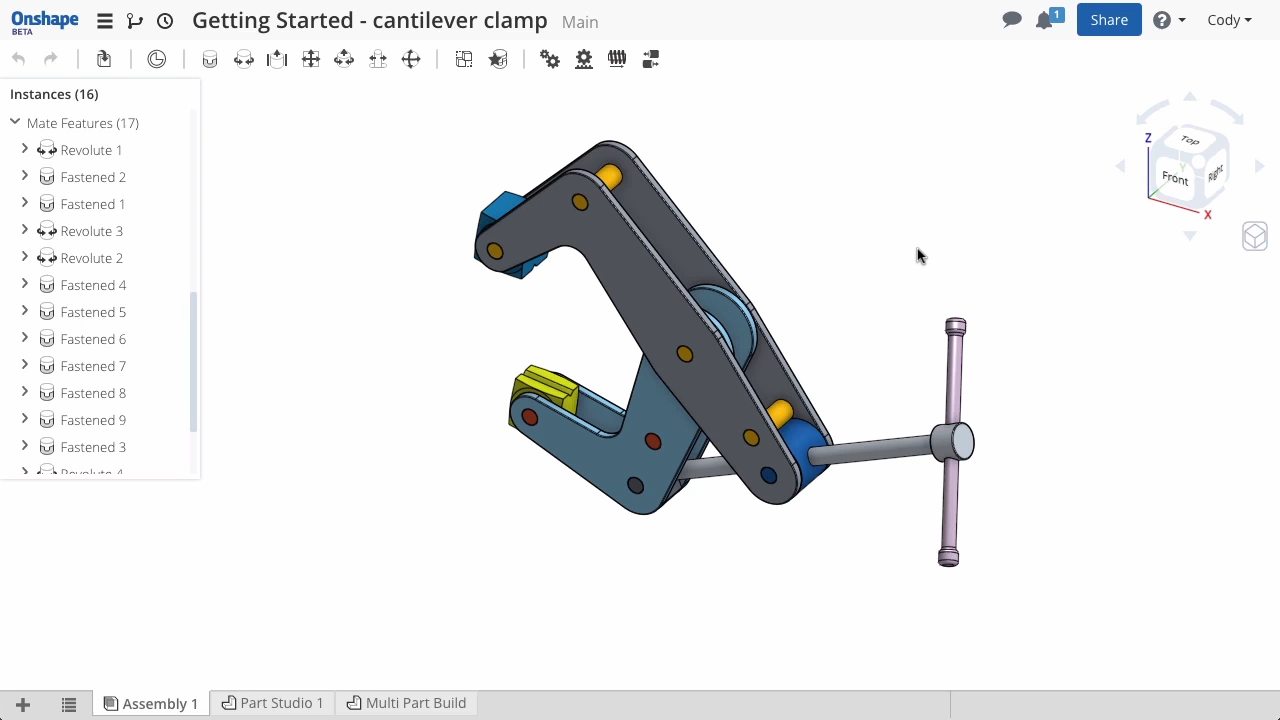 Onshape
BETA
Getting Started - cantilever clamp Main
1
Share
Cody
Instances (16)
Mate Features (17)
Revolute 1
Fastened 2
Fastened 1
Revolute 3
Revolute 2
Fastened 4
Fastened 5
Fastened 6
Fastened 7
Fastened 8
Fastened 9
Fastened 3
Revolute 4
Z
Top
Y
Front
Right
X
Assembly 1
Part Studio 1
Multi Part Build